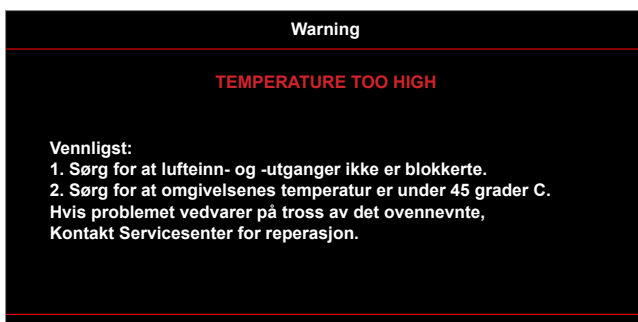 Warning
TEMPERATURE TOO HIGH
Vennligst:
1. Sørg for at lufteinn- og -utganger ikke er blokkerte.
2. Sørg for at omgivelsenes temperatur er under 45 grader C.
Hvis problemet vedvarer på tross av det ovennevnte,
Kontakt Servicesenter for reperasjon.